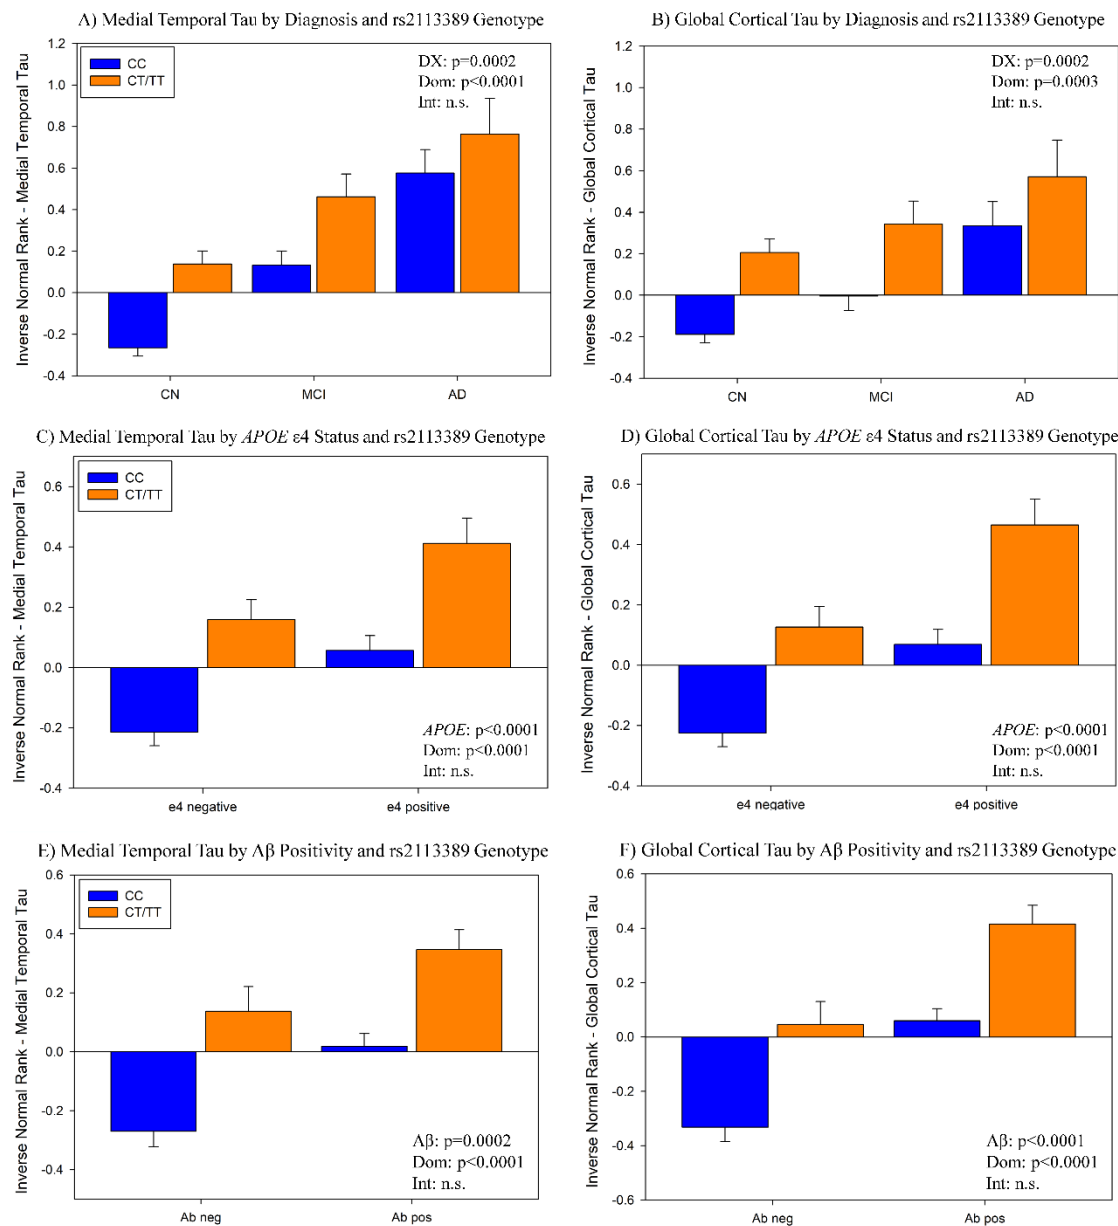 A) Medial Temporal Tau by Diagnosis and rs2113389 Genotype
Inverse Normal Rank - Medial Temporal Tau
1.2
1.0
0.8
0.6
0.4
0.2
0.0
-0.2
-0.4
CC
CT/TT
DX: p=0.0002
Dom: p<0.0001
Int: n.s.
CN MCI AD
B) Global Cortical Tau by Diagnosis and rs2113389 Genotype
Inverse Normal Rank - Global Cortical Tau
1.2
1.0
0.8
0.6
0.4
0.2
0.0
-0.2
-0.4
DX: p=0.0002
Dom: p=0.0003
Int: n.s.
CN MCI AD
C) Medial Temporal Tau by APOE ε4 Status and rs2113389 Genotype
Inverse Normal Rank - Medial Temporal Tau
0.6
0.4
0.2
0.0
-0.2
-0.4
CC
CT/TT
APOE: p<0.0001
Dom: p<0.0001
Int: n.s.
e4 negative e4 positive
D) Global Cortical Tau by APOE ε4 Status and rs2113389 Genotype
Inverse Normal Rank - Global Cortical Tau
0.6
0.4
0.2
0.0
-0.2
-0.4
APOE: p<0.0001
Dom: p<0.0001
Int: n.s.
e4 negative e4 positive
E) Medial Temporal Tau by Aβ Positivity and rs2113389 Genotype
Inverse Normal Rank - Medial Temporal Tau
0.6
0.4
0.2
0.0
-0.2
-0.4
CC
CT/TT
Aβ: p=0.0002
Dom: p<0.0001
Int: n.s.
Ab neg Ab pos
F) Global Cortical Tau by Aβ Positivity and rs2113389 Genotype
Inverse Normal Rank - Global Cortical Tau
0.6
0.4
0.2
0.0
-0.2
-0.4
-0.6
Aβ: p<0.0001
Dom: p<0.0001
Int: n.s.
Ab neg Ab pos